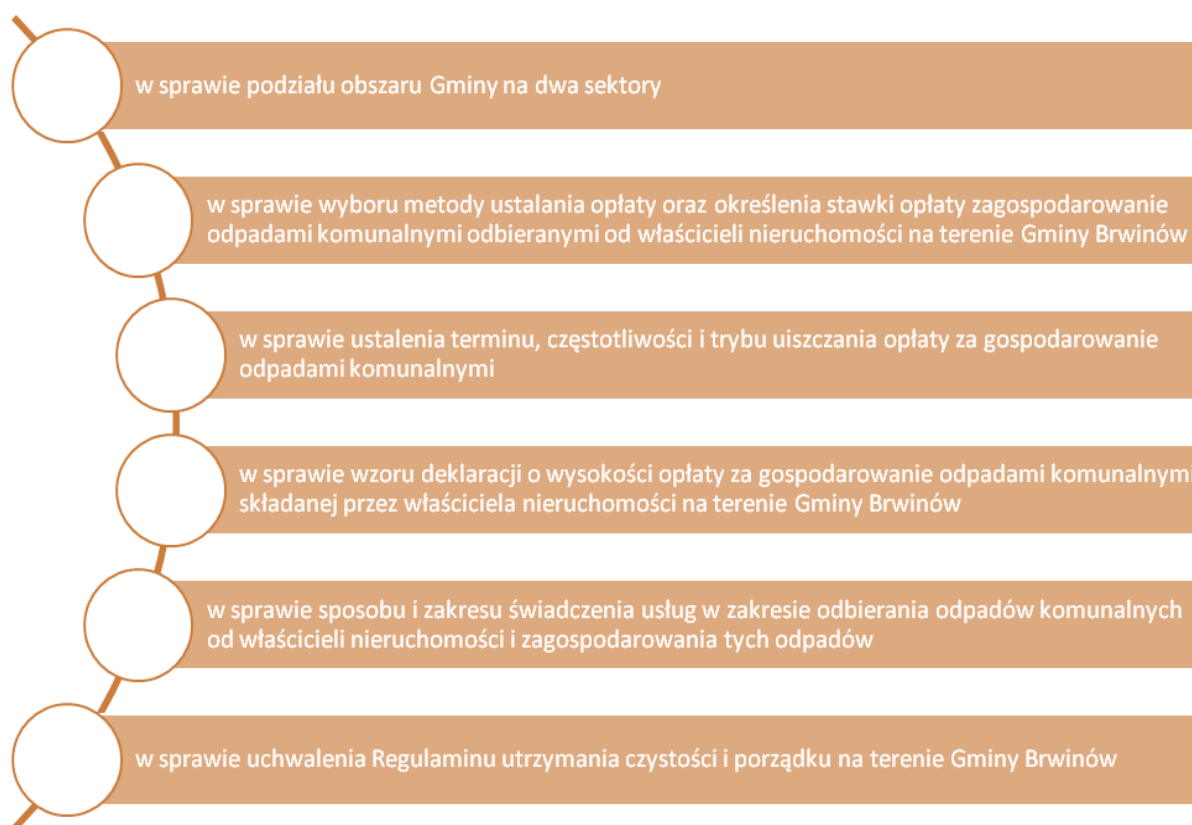 w sprawie podziału obszaru Gminy na dwa sektory
w sprawie wyboru metody ustalania opłaty oraz określenia stawki opłaty zagospodarowanie
odpadami komunalnymi odbieranymi od właścicieli nieruchomości na terenie Gminy Brwinów
w sprawie ustalenia terminu, częstotliwości i trybu uiszczania opłaty za gospodarowanie
odpadami komunalnymi
w sprawie wzoru deklaracji o wysokości opłaty za gospodarowanie odpadami komunalnymi
składanej przez właściciela nieruchomości na terenie Gminy Brwinów
w sprawie sposobu i zakresu świadczenia usług w zakresie odbierania odpadów komunalnych
od właścicieli nieruchomości i zagospodarowania tych odpadów
w sprawie uchwalenia Regulaminu utrzymania czystości i porządku na terenie Gminy Brwinów